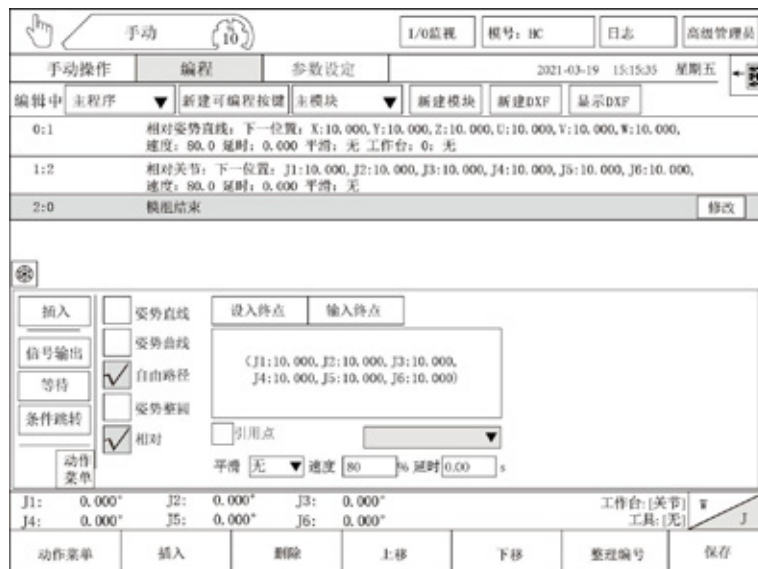 手动
10
I/O监视
模号：HC
日志
高级管理员
手动操作
编程
参数设定
2021-03-19 15:15:35 星期五
编辑中
主程序
新建可编程按键
主模块
新建模块
新建DXF
显示DXF
0:1
相对姿势直线：下一位置：X:10.000,Y:10.000,Z:10.000,U:10.000,V:10.000,W:10.000,
速度：80.0 延时：0.000 平滑：无 工作台：0：无
1:2
相对关节：下一位置：J1:10.000,J2:10.000,J3:10.000,J4:10.000,J5:10.000,J6:10.000,
速度：80.0 延时：0.000 平滑：无
2:0
模组结束
修改
插入
信号输出
等待
条件跳转
动作
菜单
姿势直线
姿势曲线
自由路径
姿势整圆
相对
设入终点
输入终点
(J1:10.000,J2:10.000,J3:10.000,
J4:10.000,J5:10.000,J6:10.000)
引用点
平滑 无 速度 80 % 延时 0.00 s
J1: 0.000° J2: 0.000° J3: 0.000°
J4: 0.000° J5: 0.000° J6: 0.000°
工作台:[关节]
工具:[无]
W
J
动作菜单
插入
删除
上移
下移
整理编号
保存